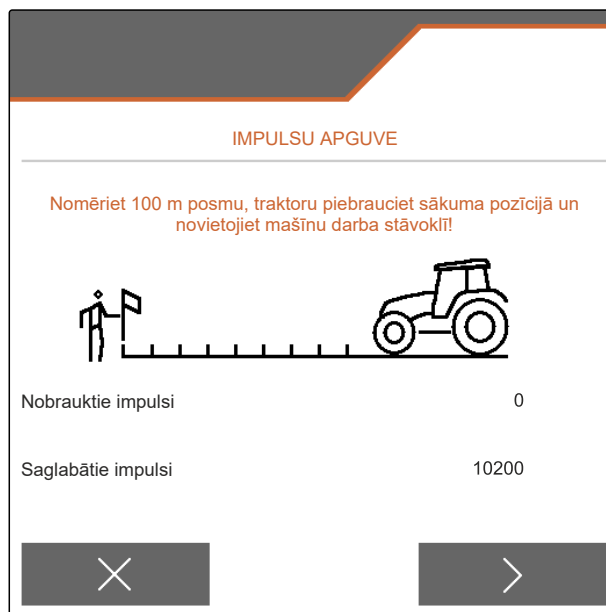 IMPULSU APGUVE
Nomēriet 100 m posmu, traktoru piebrauciet sākuma pozīcijā un
novietojiet mašīnu darba stāvoklī!
Nobrauktie impulsi 0
Saglabātie impulsi 10200